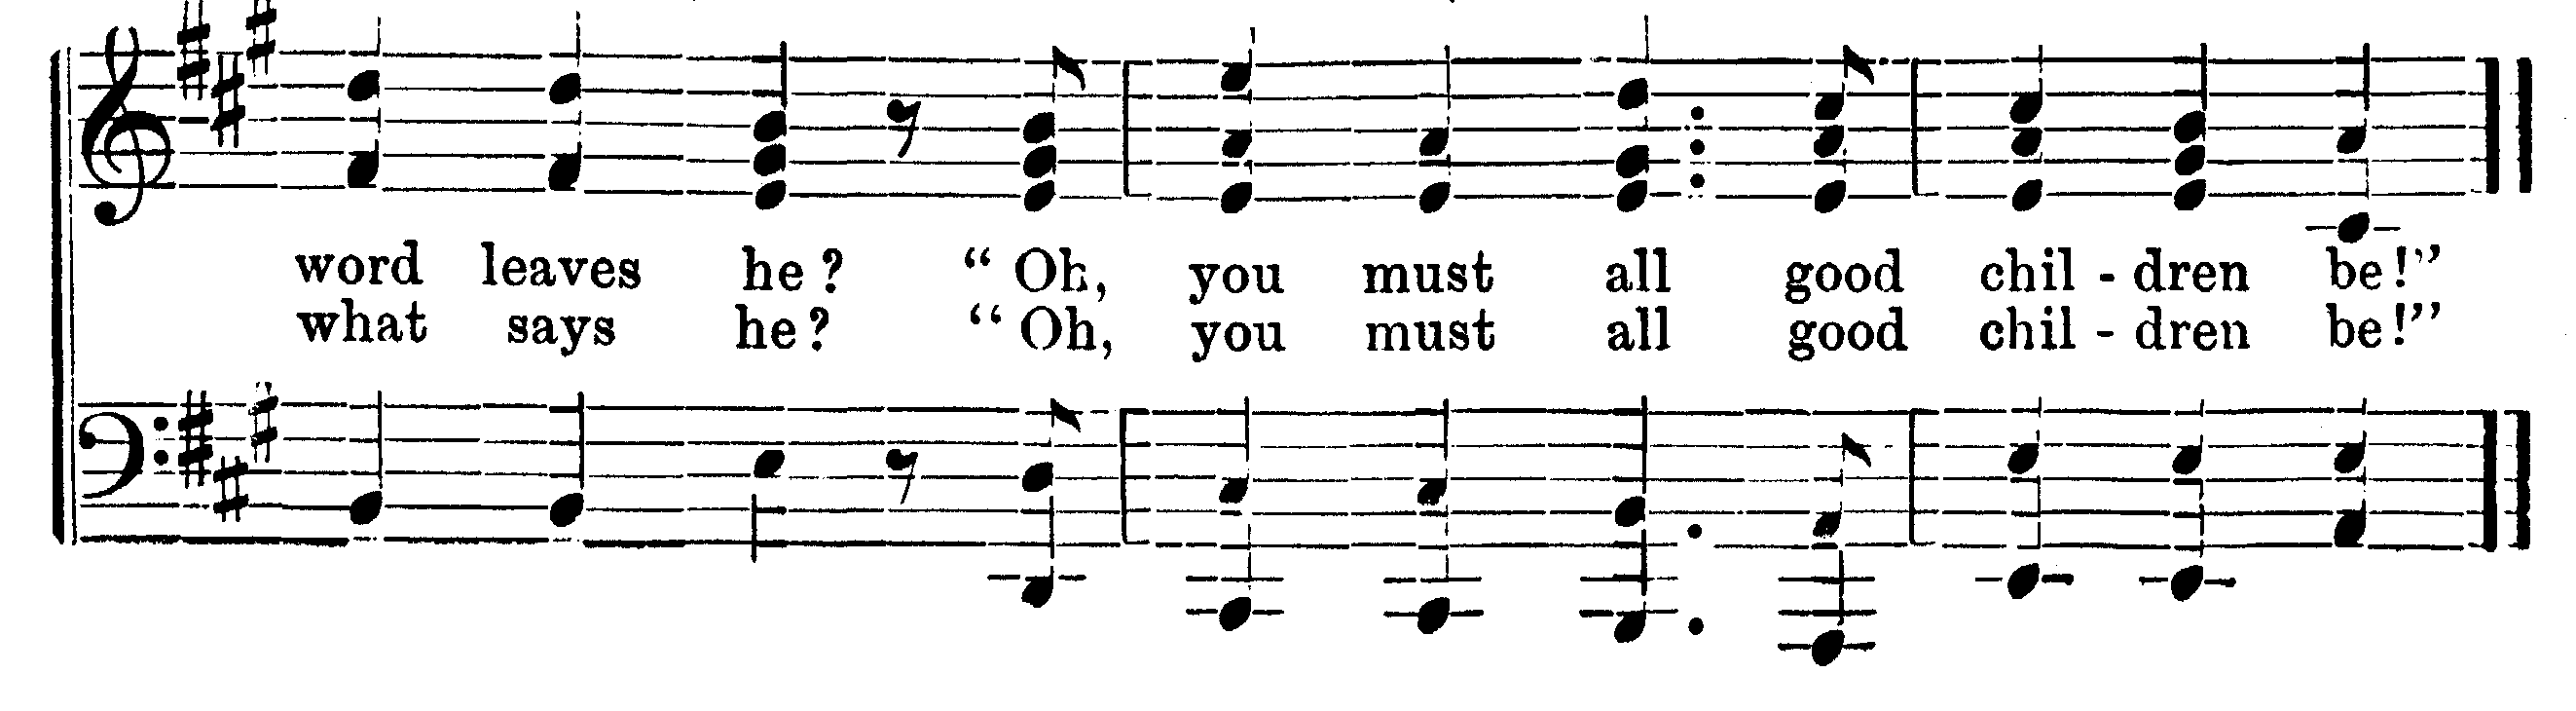 word leaves he? “Oh, you must all good chil-dren be!”
what says he? “Oh, you must all good chil-dren be!”